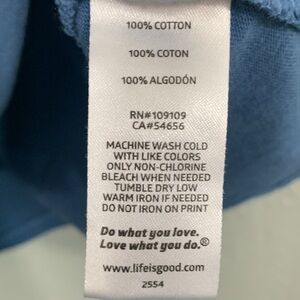 100% COTTON
100% COTON
100% ALGODÓN
RN#109109
CA#54656
MACHINE WASH COLD
WITH LIKE COLORS
ONLY NON-CHLORINE
BLEACH WHEN NEEDED
TUMBLE DRY LOW
WARM IRON IF NEEDED
DO NOT IRON ON PRINT
Do what you love.
Love what you do.®
www.lifeisgood.com
2554